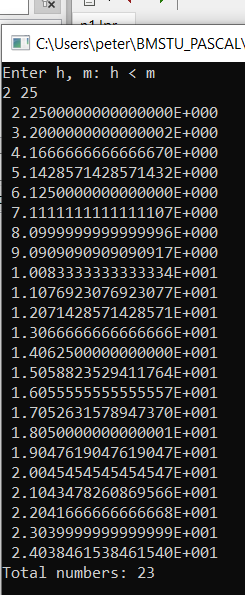 C:\Users\peter\BMSTU_PASCAL\
Enter h, m: h < m
2 25
2.2500000000000000E+000
3.2000000000000002E+000
4.1666666666666670E+000
5.1428571428571432E+000
6.1250000000000000E+000
7.1111111111111107E+000
8.0999999999999996E+000
9.0909090909090917E+000
1.0083333333333334E+001
1.1076923076923077E+001
1.2071428571428571E+001
1.3066666666666666E+001
1.4062500000000000E+001
1.5058823529411764E+001
1.6055555555555557E+001
1.7052631578947370E+001
1.8050000000000001E+001
1.9047619047619047E+001
2.0045454545454547E+001
2.1043478260869566E+001
2.2041666666666668E+001
2.3039999999999999E+001
2.4038461538461540E+001
Total numbers: 23